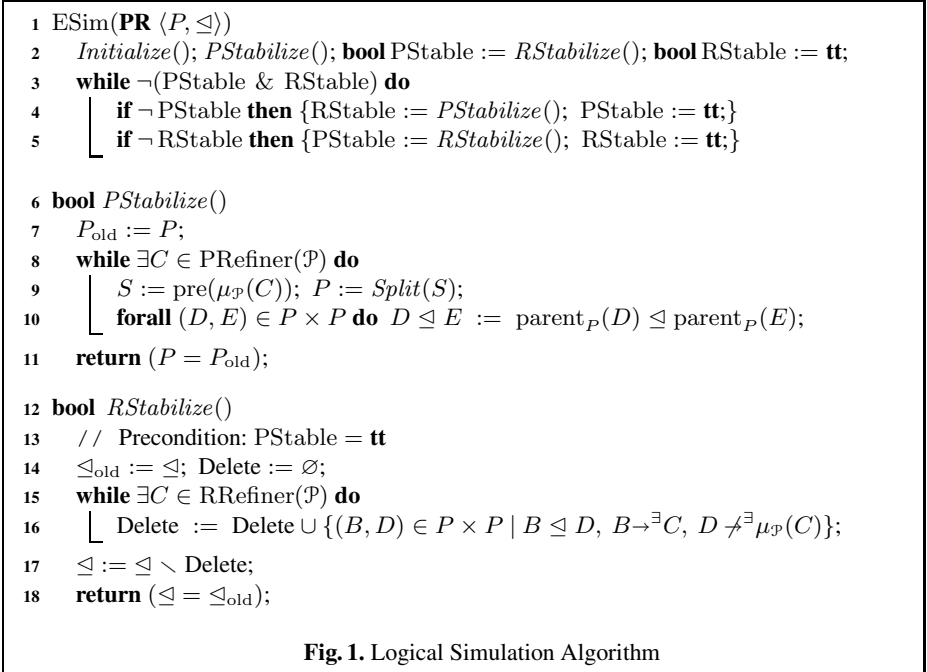 1 ESim(PR ⟨P, ⊴⟩)
2 Initialize(); PStabilize(); bool PStable := RStabilize(); bool RStable := tt;
3 while ¬(PStable & RStable) do
4 if ¬ PStable then {RStable := PStabilize(); PStable := tt;}
5 if ¬ RStable then {PStable := RStabilize(); RStable := tt;}
6 bool PStabilize()
7 P_old := P;
8 while ∃C ∈ PRefiner(𝒫) do
9 S := pre(μ_𝒫(C)); P := Split(S);
10 forall (D, E) ∈ P × P do D ⊴ E := parent_P(D) ⊴ parent_P(E);
11 return (P = P_old);
12 bool RStabilize()
13 // Precondition: PStable = tt
14 ⊴_old := ⊴; Delete := ∅;
15 while ∃C ∈ RRefiner(𝒫) do
16 Delete := Delete ∪ {(B, D) ∈ P × P | B ⊴ D, B→^∃C, D ↛^∃ μ_𝒫(C)};
17 ⊴ := ⊴ ∖ Delete;
18 return (⊴ = ⊴_old);
Fig. 1. Logical Simulation Algorithm